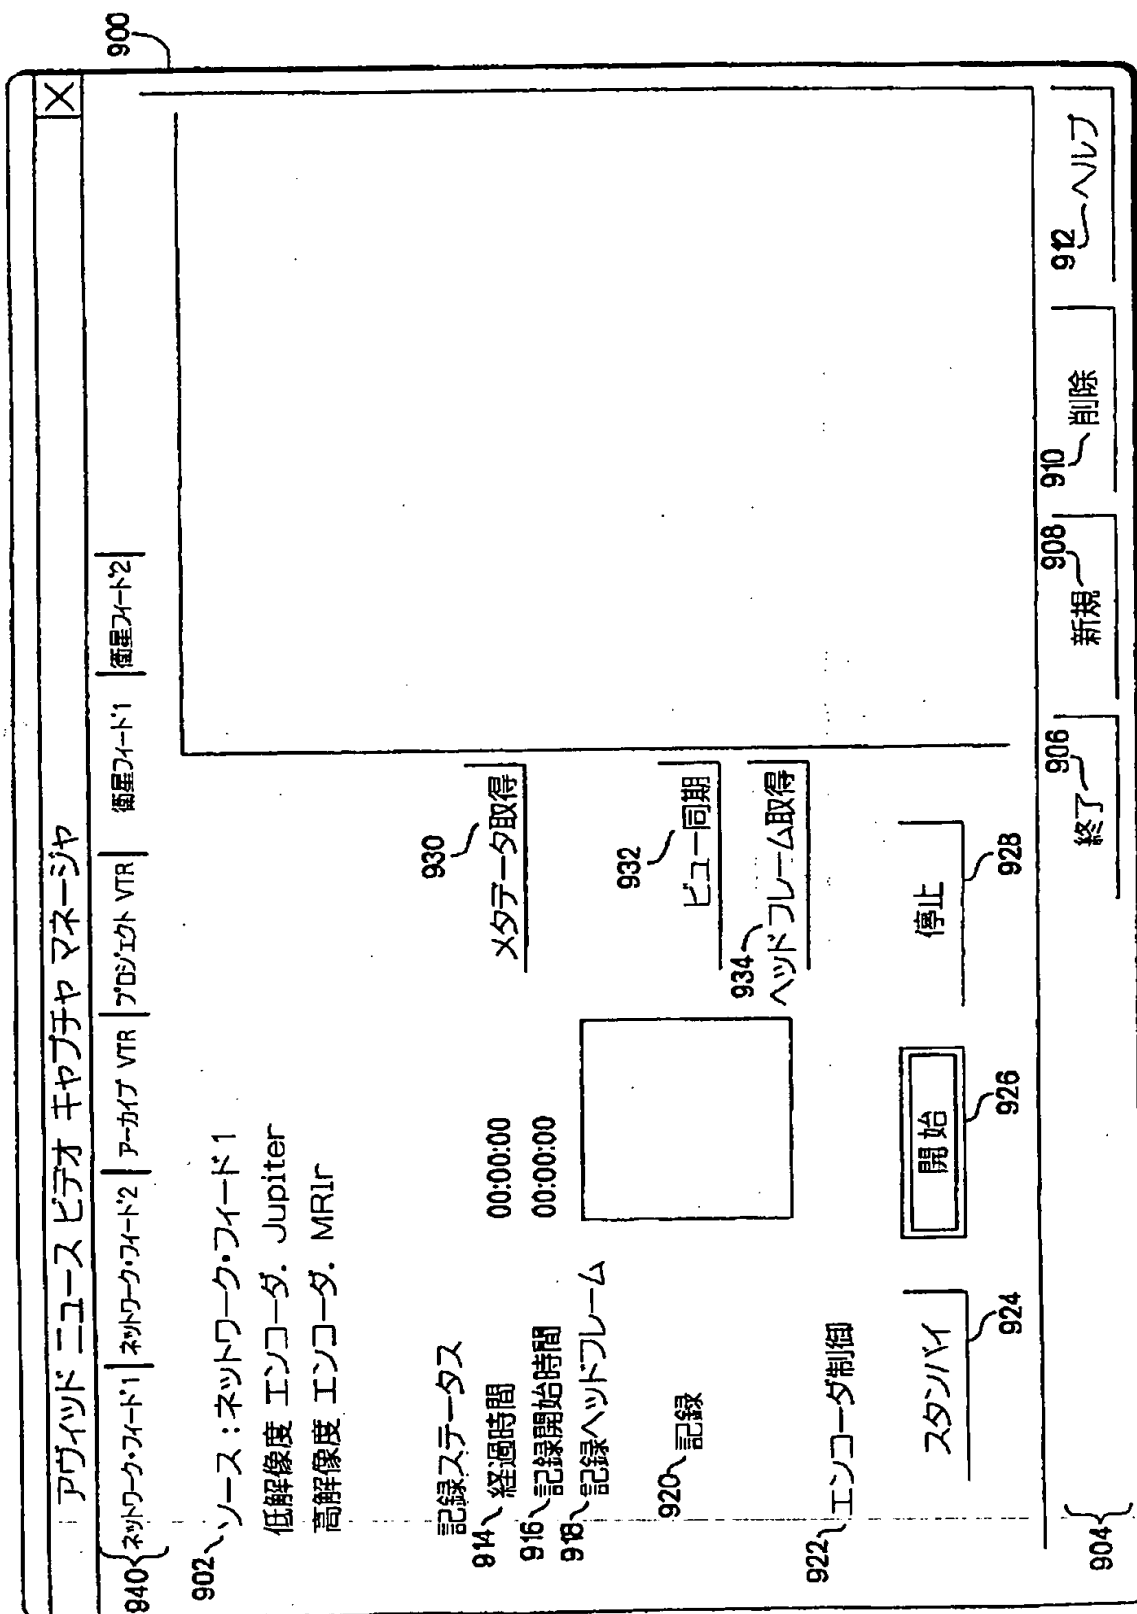 900
アヴィッド ニュース ビデオ キャプチャ マネージャ
X
940 ネットワーク・フィード1 ネットワーク・フィード2 アーカイブ VTR プロジェクト VTR 衛星フィード1 衛星フィード2
902 ソース:ネットワーク・フィード1
低解像度 エンコーダ. Jupiter
高解像度 エンコーダ. MRIr
記録ステータス
914 経過時間 00:00:00
916 記録開始時間 00:00:00
918 記録ヘッドフレーム
920 記録
930
メタデータ取得
932
ビュー同期
934
ヘッドフレーム取得
922 エンコーダ制御
スタンバイ 開始 停止
924 926 928
904
906 終了
908 新規
910 削除
912 ヘルプ